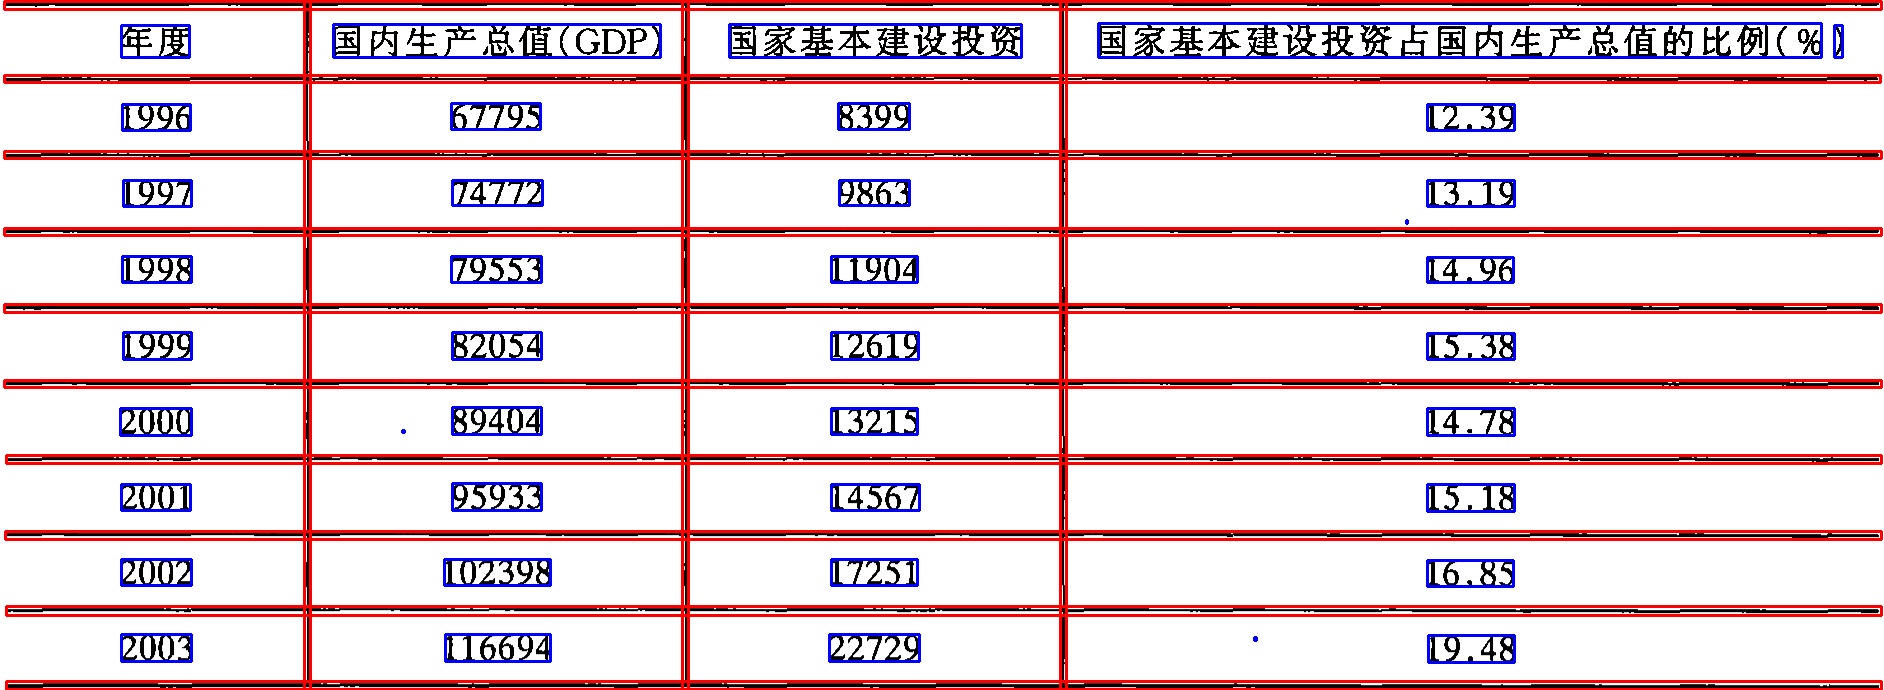 年度 国内生产总值(GDP) 国家基本建设投资 国家基本建设投资占国内生产总值的比例(%)
1996 67795 8399 12.39
1997 74772 9863 13.19
1998 79553 11904 14.96
1999 82054 12619 15.38
2000 89404 13215 14.78
2001 95933 14567 15.18
2002 102398 17251 16.85
2003 116694 22729 19.48